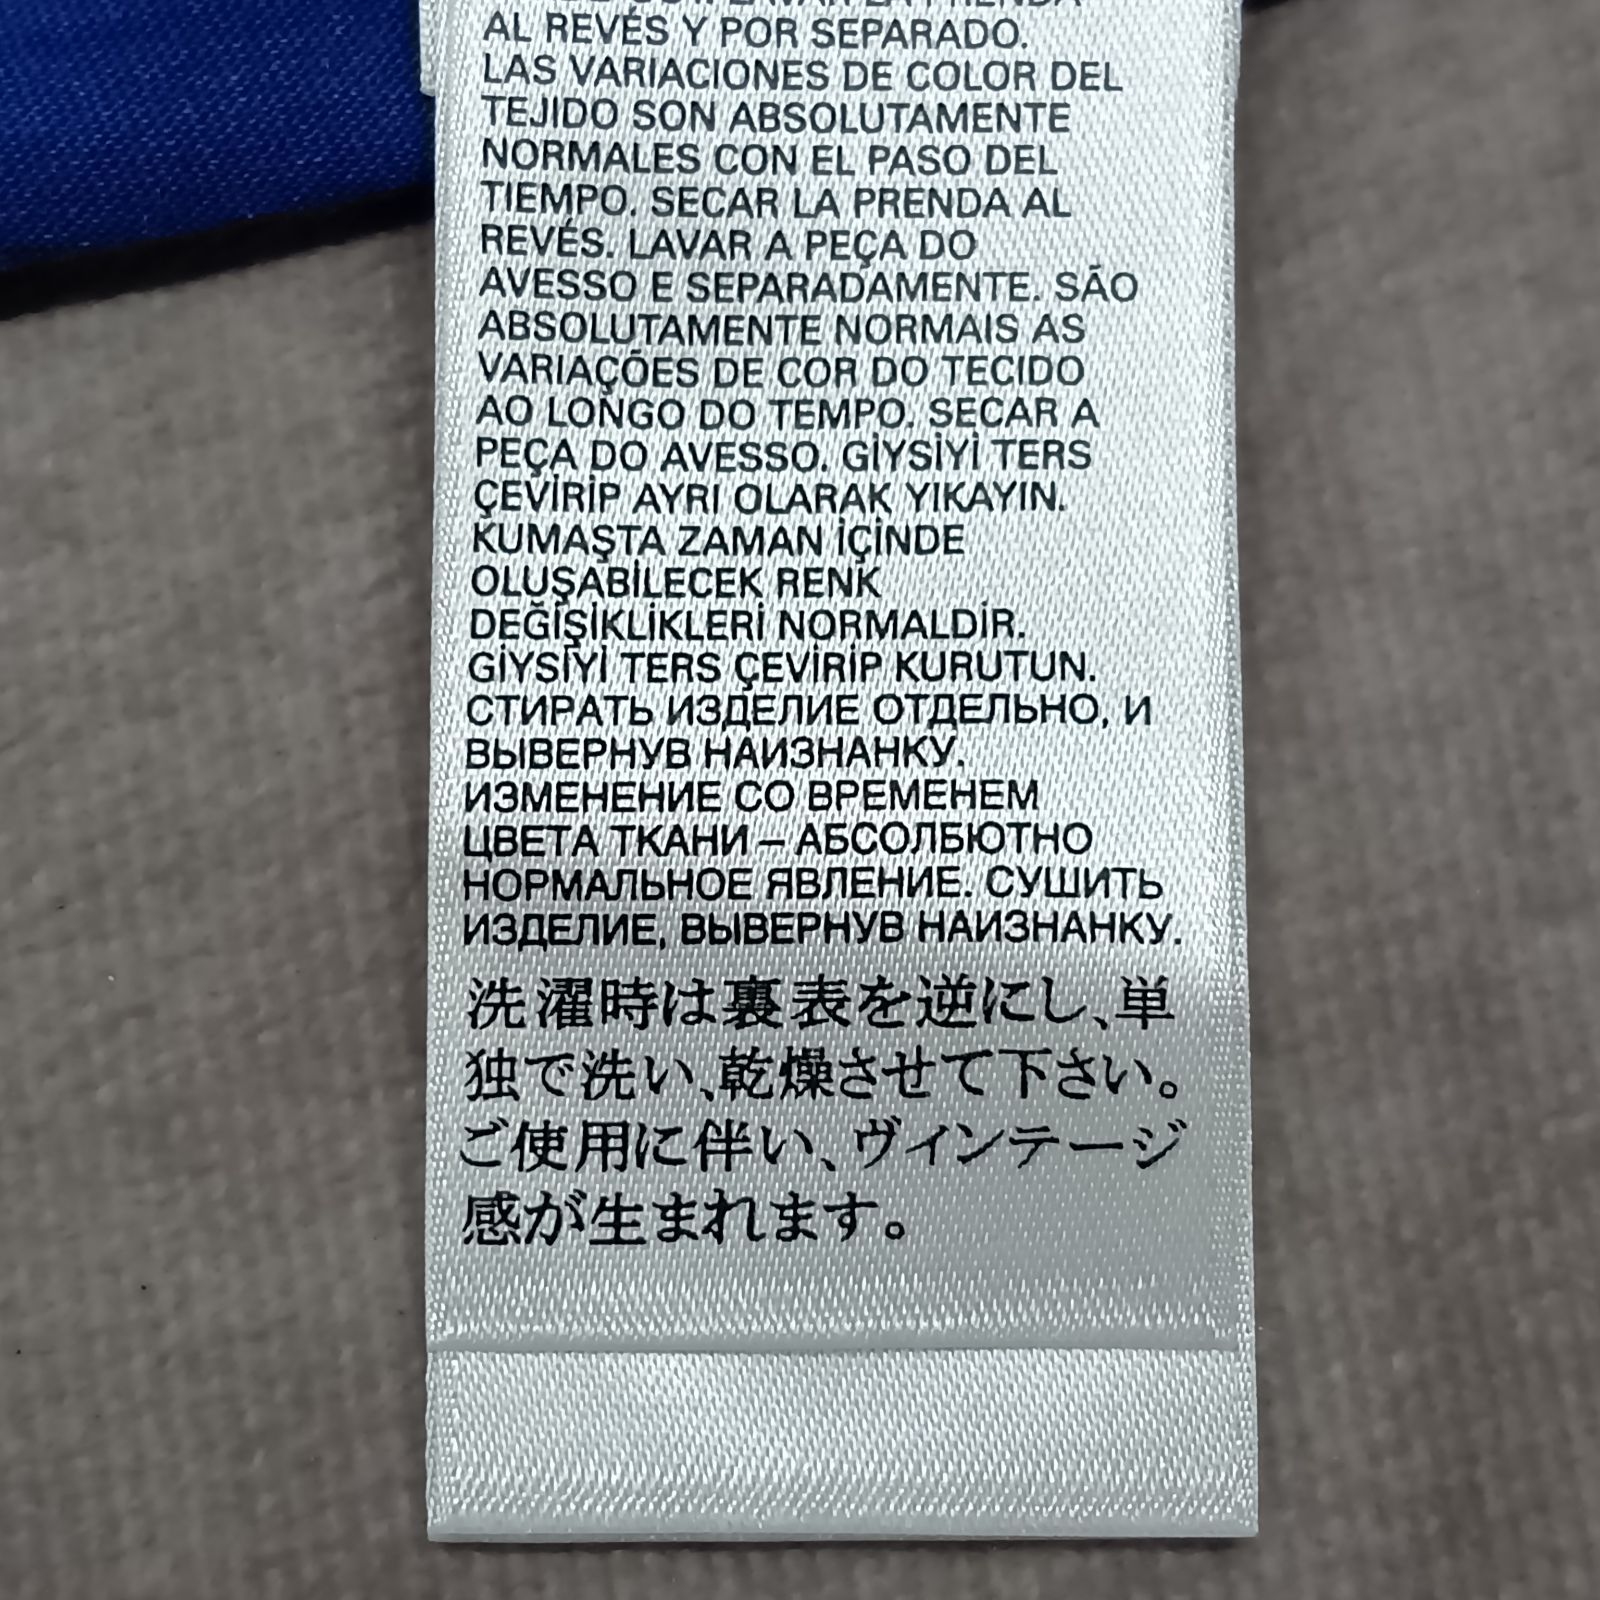 LAVAR LA PRENDA
AL REVÉS Y POR SEPARADO.
LAS VARIACIONES DE COLOR DEL
TEJIDO SON ABSOLUTAMENTE
NORMALES CON EL PASO DEL
TIEMPO. SECAR LA PRENDA AL
REVÉS. LAVAR A PEÇA DO
AVESSO E SEPARADAMENTE. SÃO
ABSOLUTAMENTE NORMAIS AS
VARIAÇÕES DE COR DO TECIDO
AO LONGO DO TEMPO. SECAR A
PEÇA DO AVESSO. GİYSİYİ TERS
ÇEVİRİP AYRI OLARAK YIKAYIN.
KUMAŞTA ZAMAN İÇİNDE
OLUŞABİLECEK RENK
DEĞİŞİKLİKLERİ NORMALDİR.
GİYSİYİ TERS ÇEVİRİP KURUTUN.
СТИРАТЬ ИЗДЕЛИЕ ОТДЕЛЬНО, И
ВЫВЕРНУВ НАИЗНАНКУ.
ИЗМЕНЕНИЕ СО ВРЕМЕНЕМ
ЦВЕТА ТКАНИ – АБСОЛБЮТНО
НОРМАЛЬНОЕ ЯВЛЕНИЕ. СУШИТЬ
ИЗДЕЛИЕ, ВЫВЕРНУВ НАИЗНАНКУ.
洗濯時は裏表を逆にし、単
独で洗い、乾燥させて下さい。
ご使用に伴い、ヴィンテージ
感が生まれます。